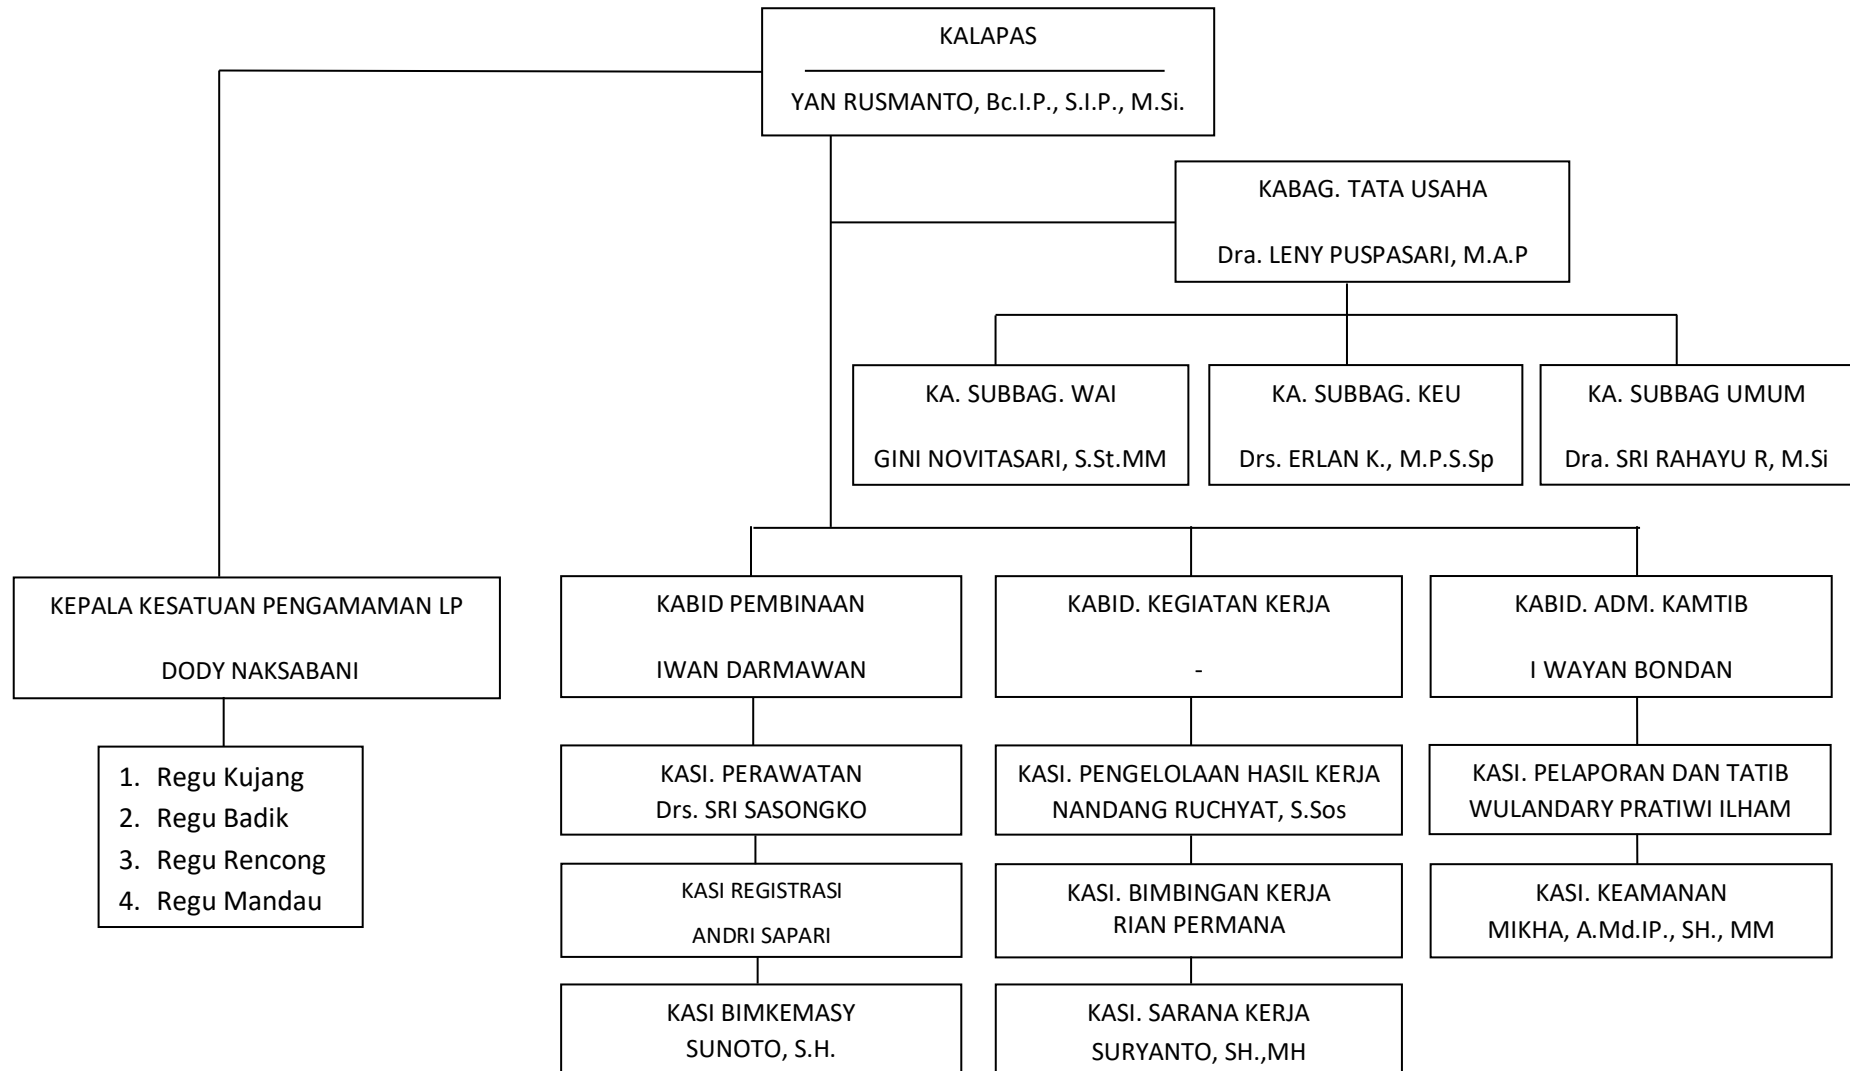 KALAPAS
YAN RUSMANTO, Bc.I.P., S.I.P., M.Si.
KABAG. TATA USAHA
Dra. LENY PUSPASARI, M.A.P
KA. SUBBAG. WAI
GINI NOVITASARI, S.St.MM
KA. SUBBAG. KEU
Drs. ERLAN K., M.P.S.Sp
KA. SUBBAG UMUM
Dra. SRI RAHAYU R, M.Si
KEPALA KESATUAN PENGAMAMAN LP
DODY NAKSABANI
1. Regu Kujang
2. Regu Badik
3. Regu Rencong
4. Regu Mandau
KABID PEMBINAAN
IWAN DARMAWAN
KASI. PERAWATAN
Drs. SRI SASONGKO
KASI REGISTRASI
ANDRI SAPARI
KASI BIMKEMASY
SUNOTO, S.H.
KABID. KEGIATAN KERJA
-
KASI. PENGELOLAAN HASIL KERJA
NANDANG RUCHYAT, S.Sos
KASI. BIMBINGAN KERJA
RIAN PERMANA
KASI. SARANA KERJA
SURYANTO, SH.,MH
KABID. ADM. KAMTIB
I WAYAN BONDAN
KASI. PELAPORAN DAN TATIB
WULANDARY PRATIWI ILHAM
KASI. KEAMANAN
MIKHA, A.Md.IP., SH., MM